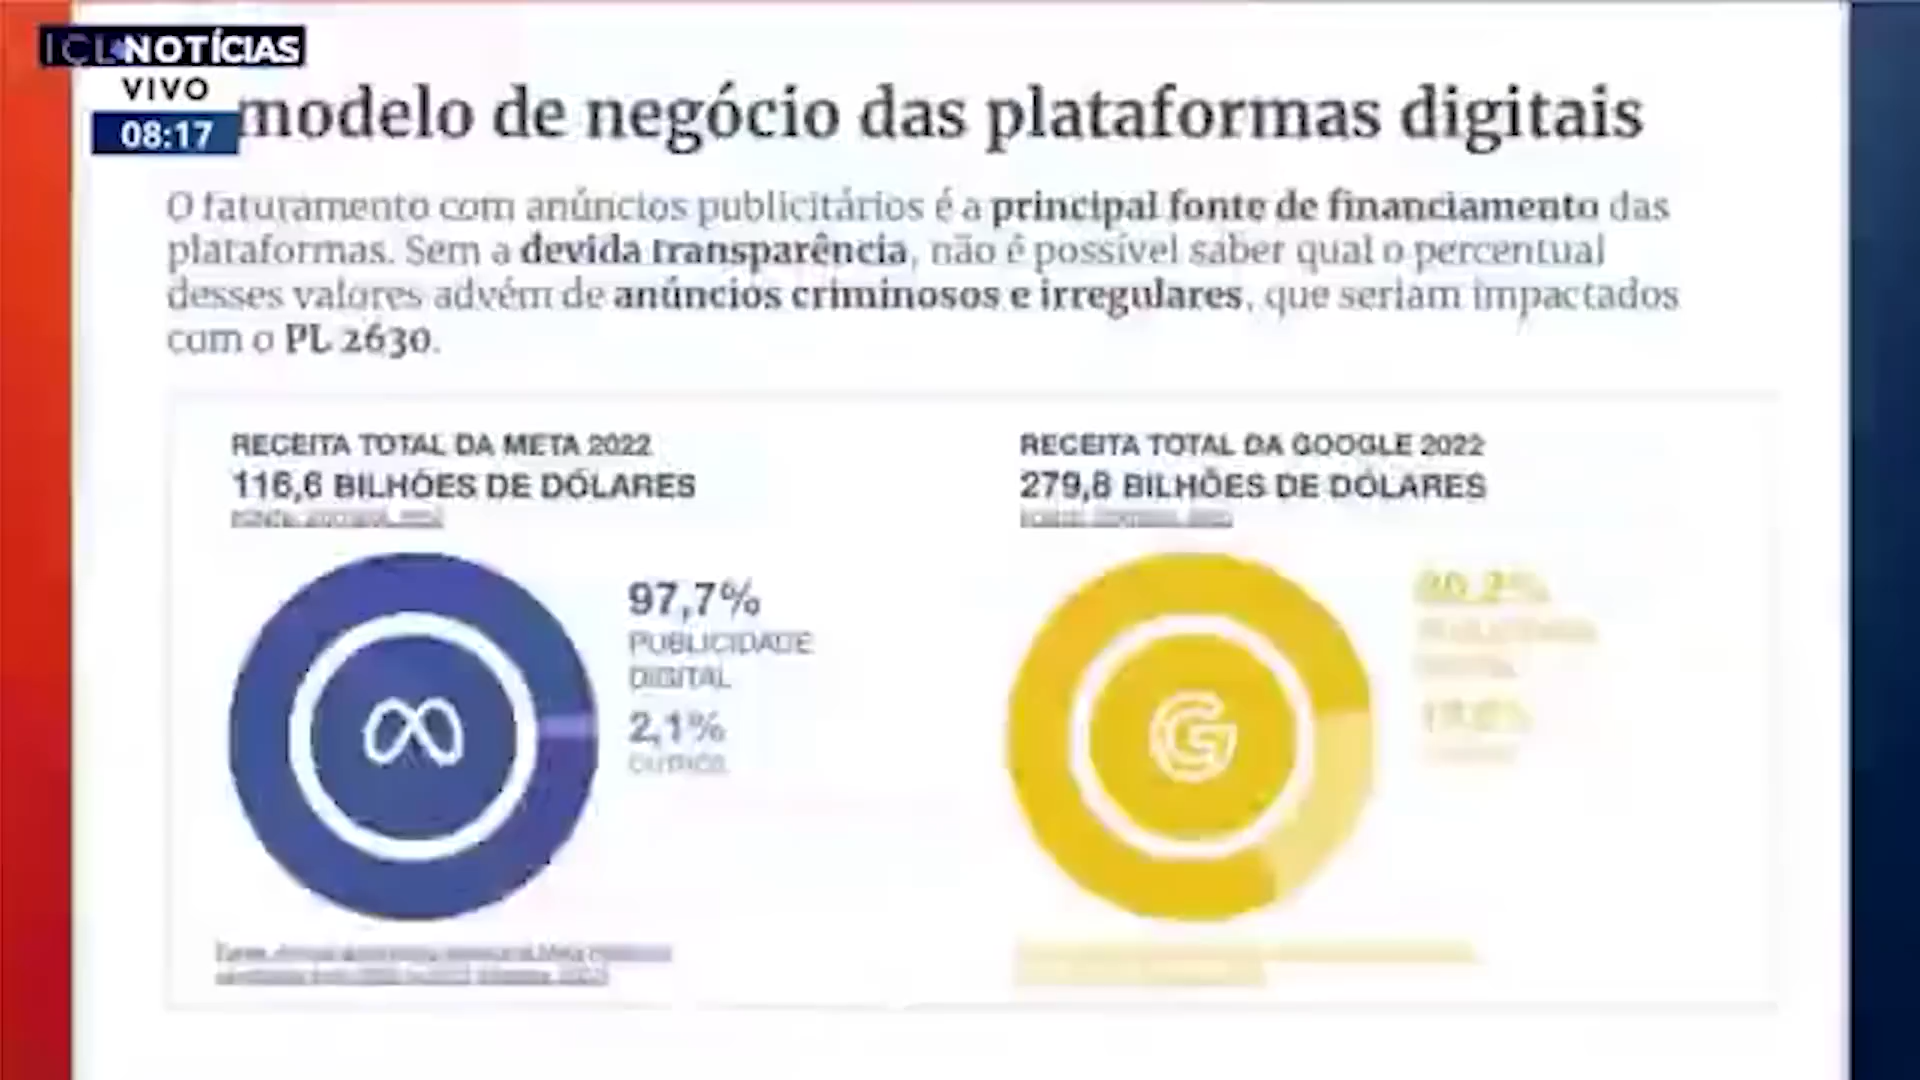 ICL NOTÍCIAS
VIVO
08:17
modelo de negócio das plataformas digitais
O faturamento com anúncios publicitários é a principal fonte de financiamento das
plataformas. Sem a devida transparência, não é possível saber qual o percentual
desses valores advém de anúncios criminosos e irregulares, que seriam impactados
com o PL 2630.
RECEITA TOTAL DA META 2022
116,6 BILHÕES DE DÓLARES
97,7%
PUBLICIDADE
DIGITAL
2,1%
OUTROS
RECEITA TOTAL DA GOOGLE 2022
279,8 BILHÕES DE DÓLARES